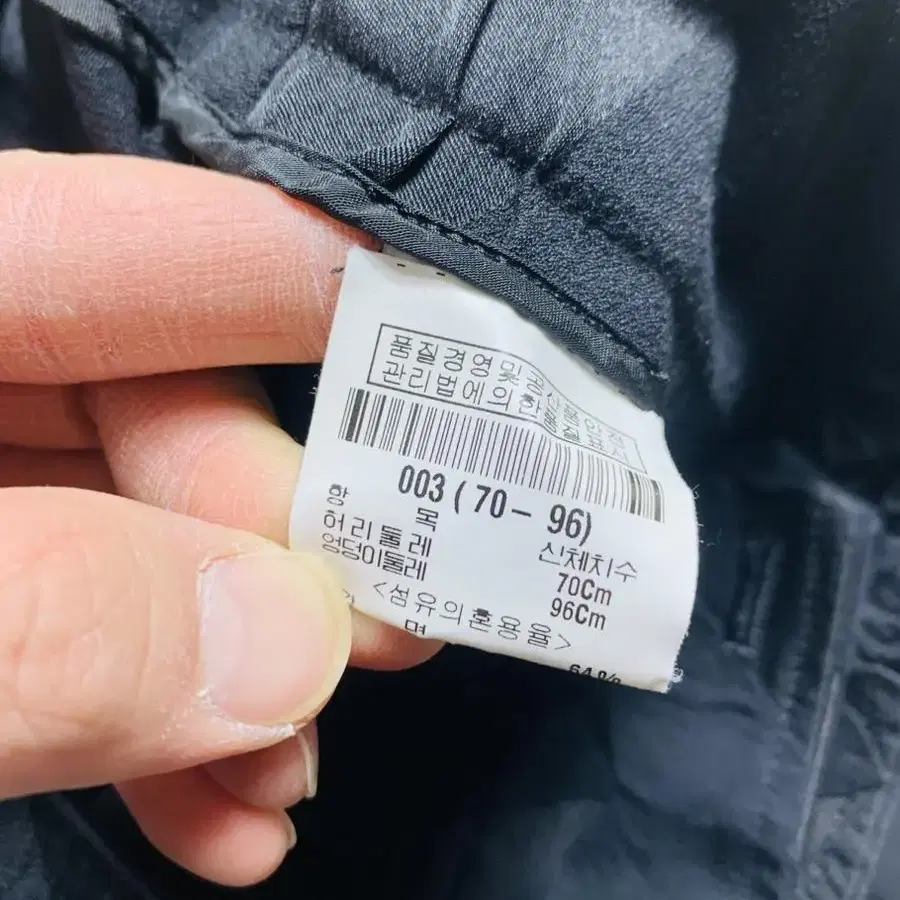 품질경영및공산품품질
관리법에의한품질표시
003 ( 70 - 96)
항 목 신체치수
허리둘레 70Cm
엉덩이둘레 96Cm
<섬유의혼용율>
면 64%